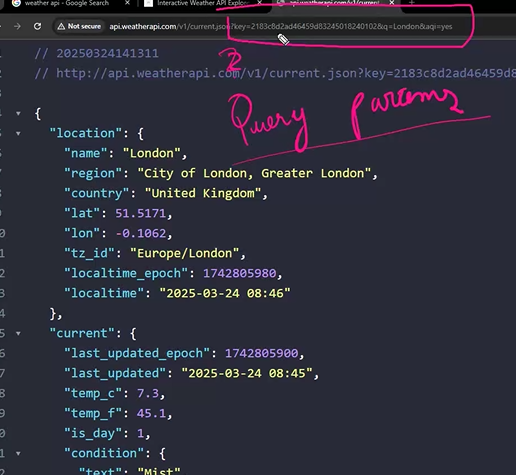 weather api - Google Search
Interactive Weather API Explor
api.weatherapi.com/v1/curren
Not secure api.weatherapi.com/v1/current.json?key=2183c8d2ad46459d83245018240102&q=London&aqi=yes
// 20250324141311
// http://api.weatherapi.com/v1/current.json?key=2183c8d2ad46459d8
?
Query params
{
"location": {
"name": "London",
"region": "City of London, Greater London",
"country": "United Kingdom",
"lat": 51.5171,
"lon": -0.1062,
"tz_id": "Europe/London",
"localtime_epoch": 1742805980,
"localtime": "2025-03-24 08:46"
},
"current": {
"last_updated_epoch": 1742805900,
"last_updated": "2025-03-24 08:45",
"temp_c": 7.3,
"temp_f": 45.1,
"is_day": 1,
"condition": {
"text": "Mist"